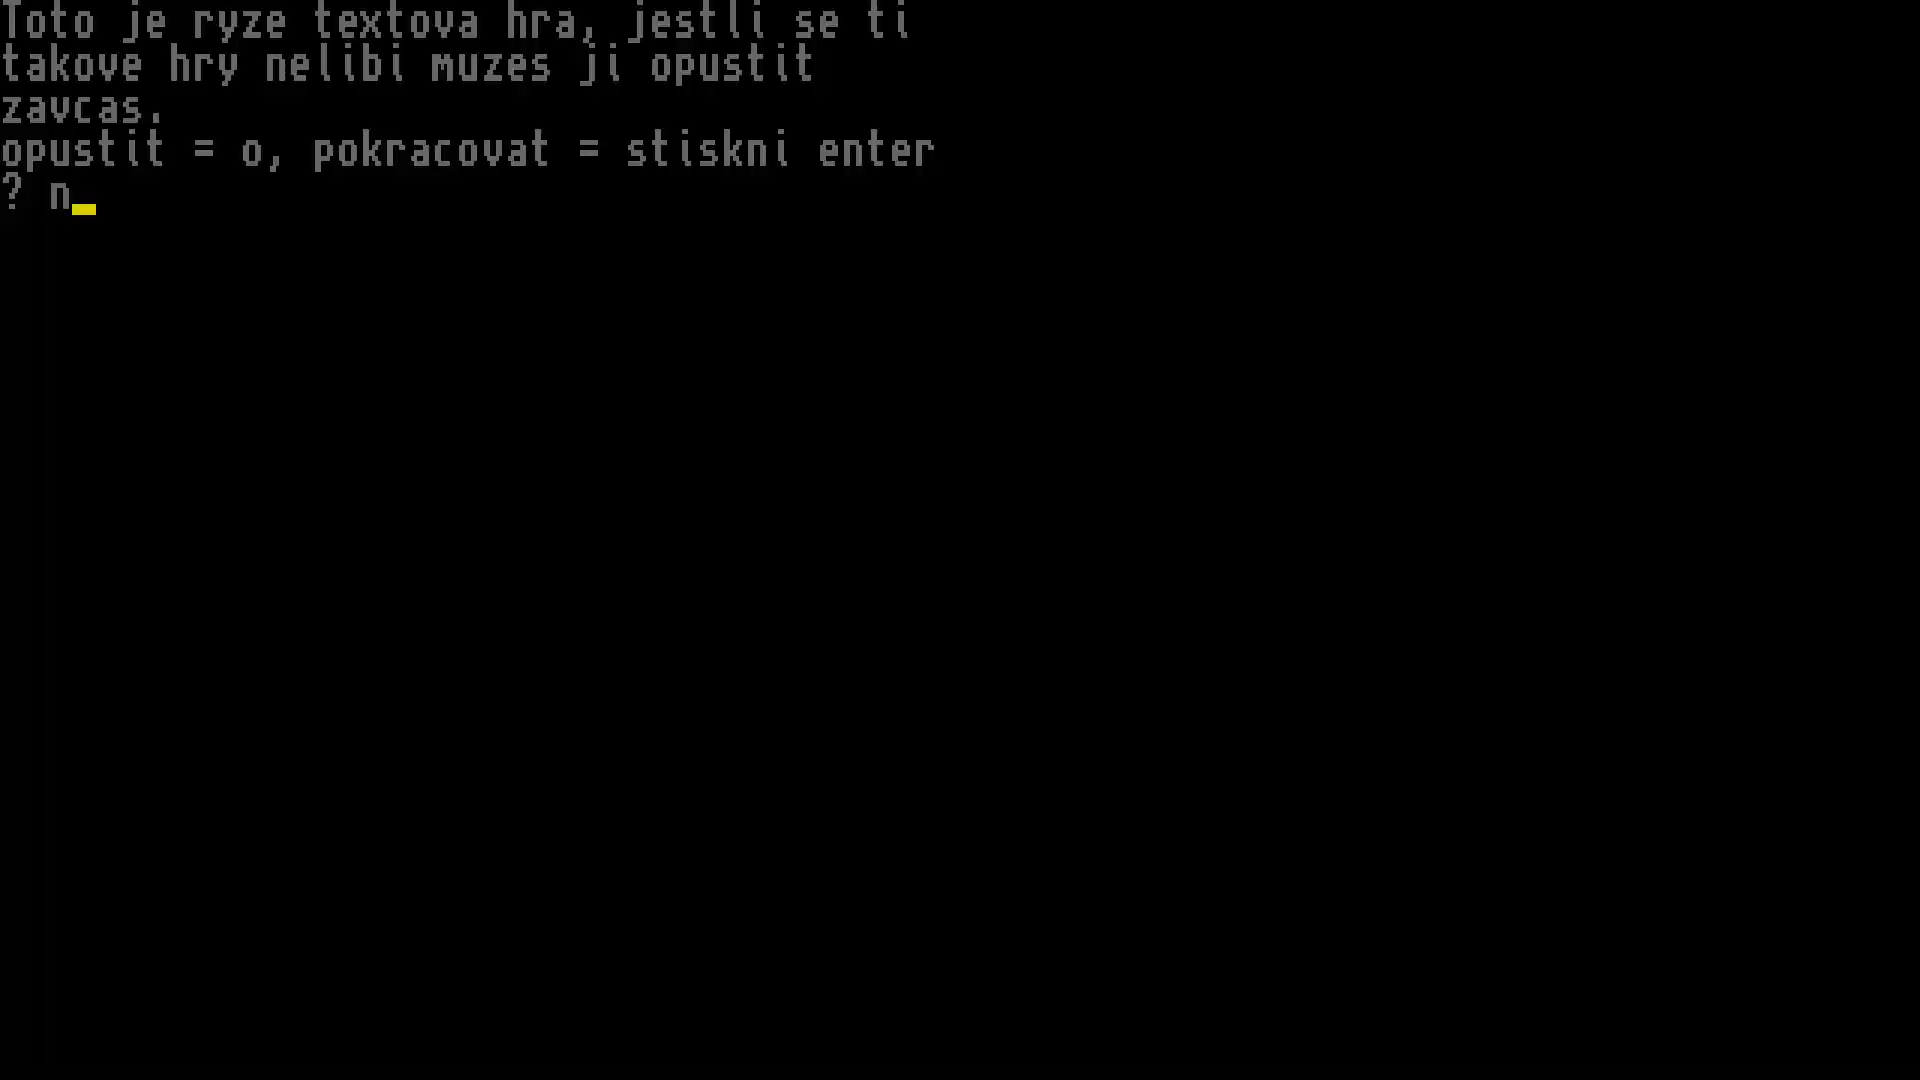 Toto je ryze textova hra, jestli se ti
takove hry nelibi muzes ji opustit
zavcas.
opustit = o, pokracovat = stiskni enter
? n_